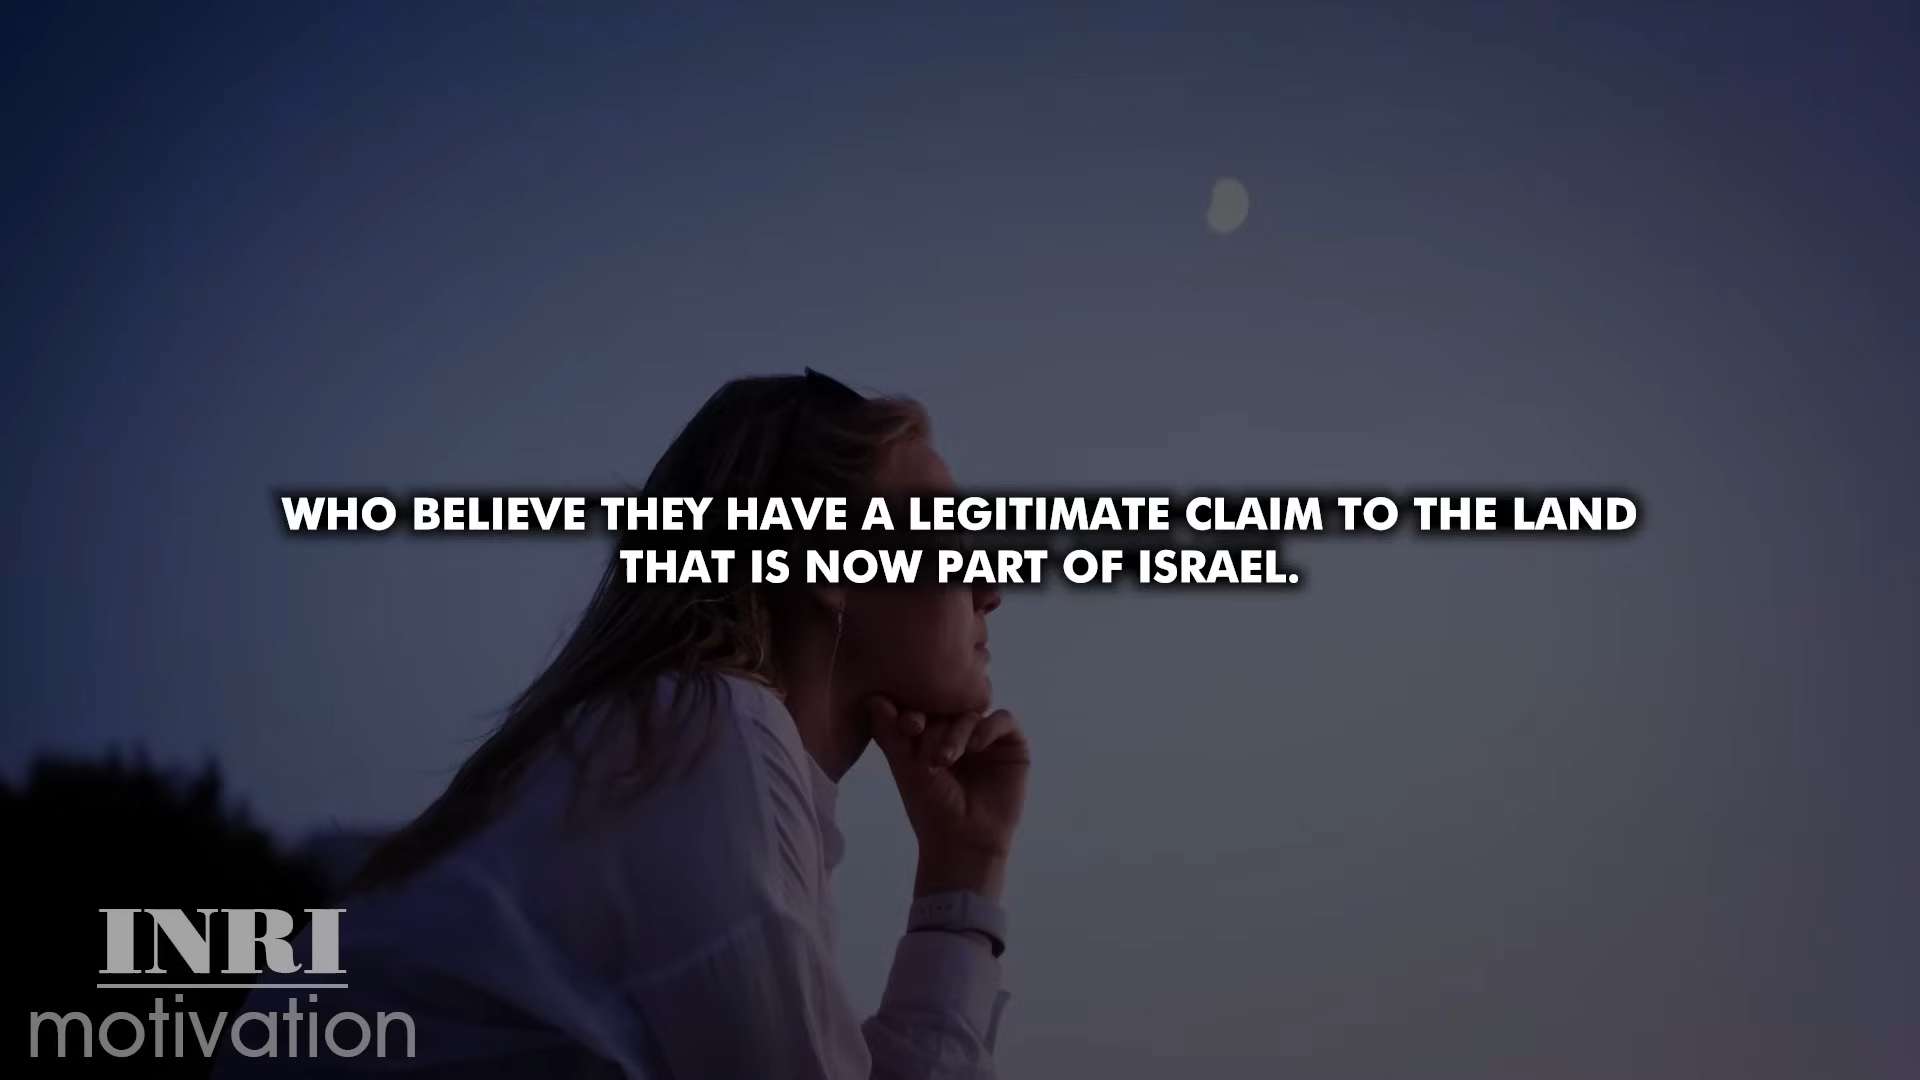 WHO BELIEVE THEY HAVE A LEGITIMATE CLAIM TO THE LAND
THAT IS NOW PART OF ISRAEL.
INRI
motivation